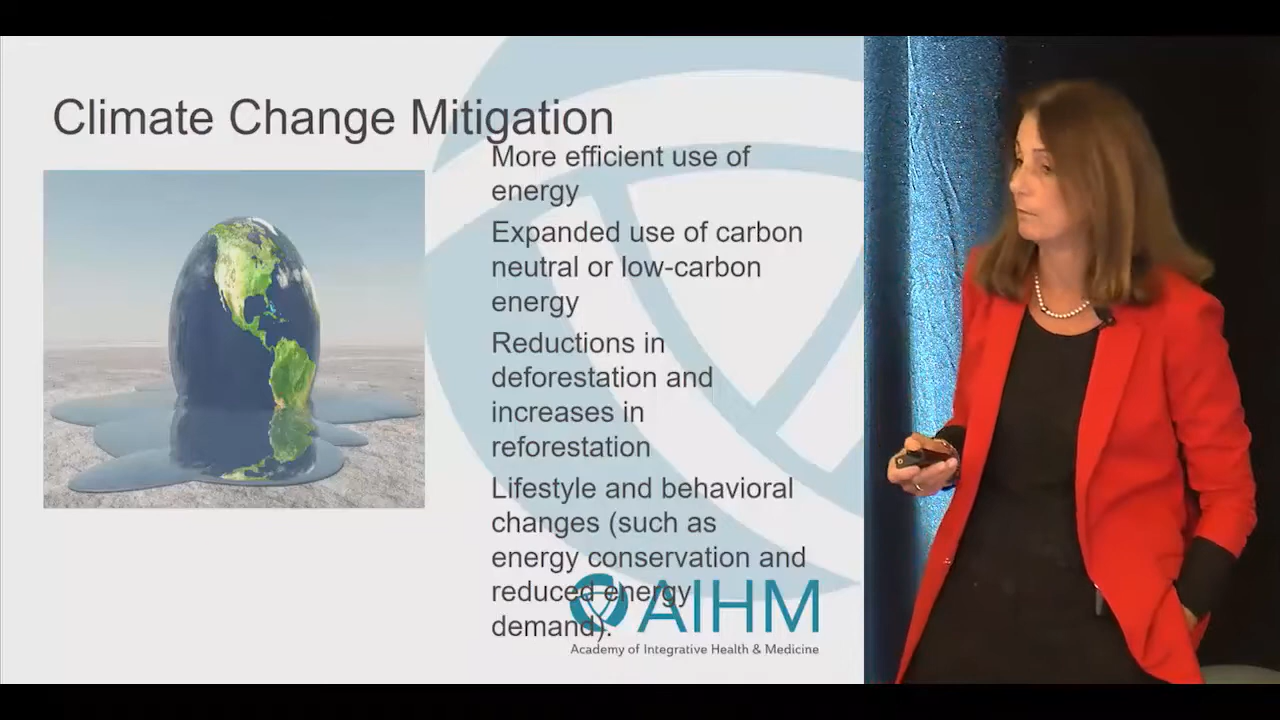 Climate Change Mitigation
More efficient use of
energy
Expanded use of carbon
neutral or low-carbon
energy
Reductions in
deforestation and
increases in
reforestation
Lifestyle and behavioral
changes (such as
energy conservation and
reduced energy
demand).
AIHM
Academy of Integrative Health & Medicine